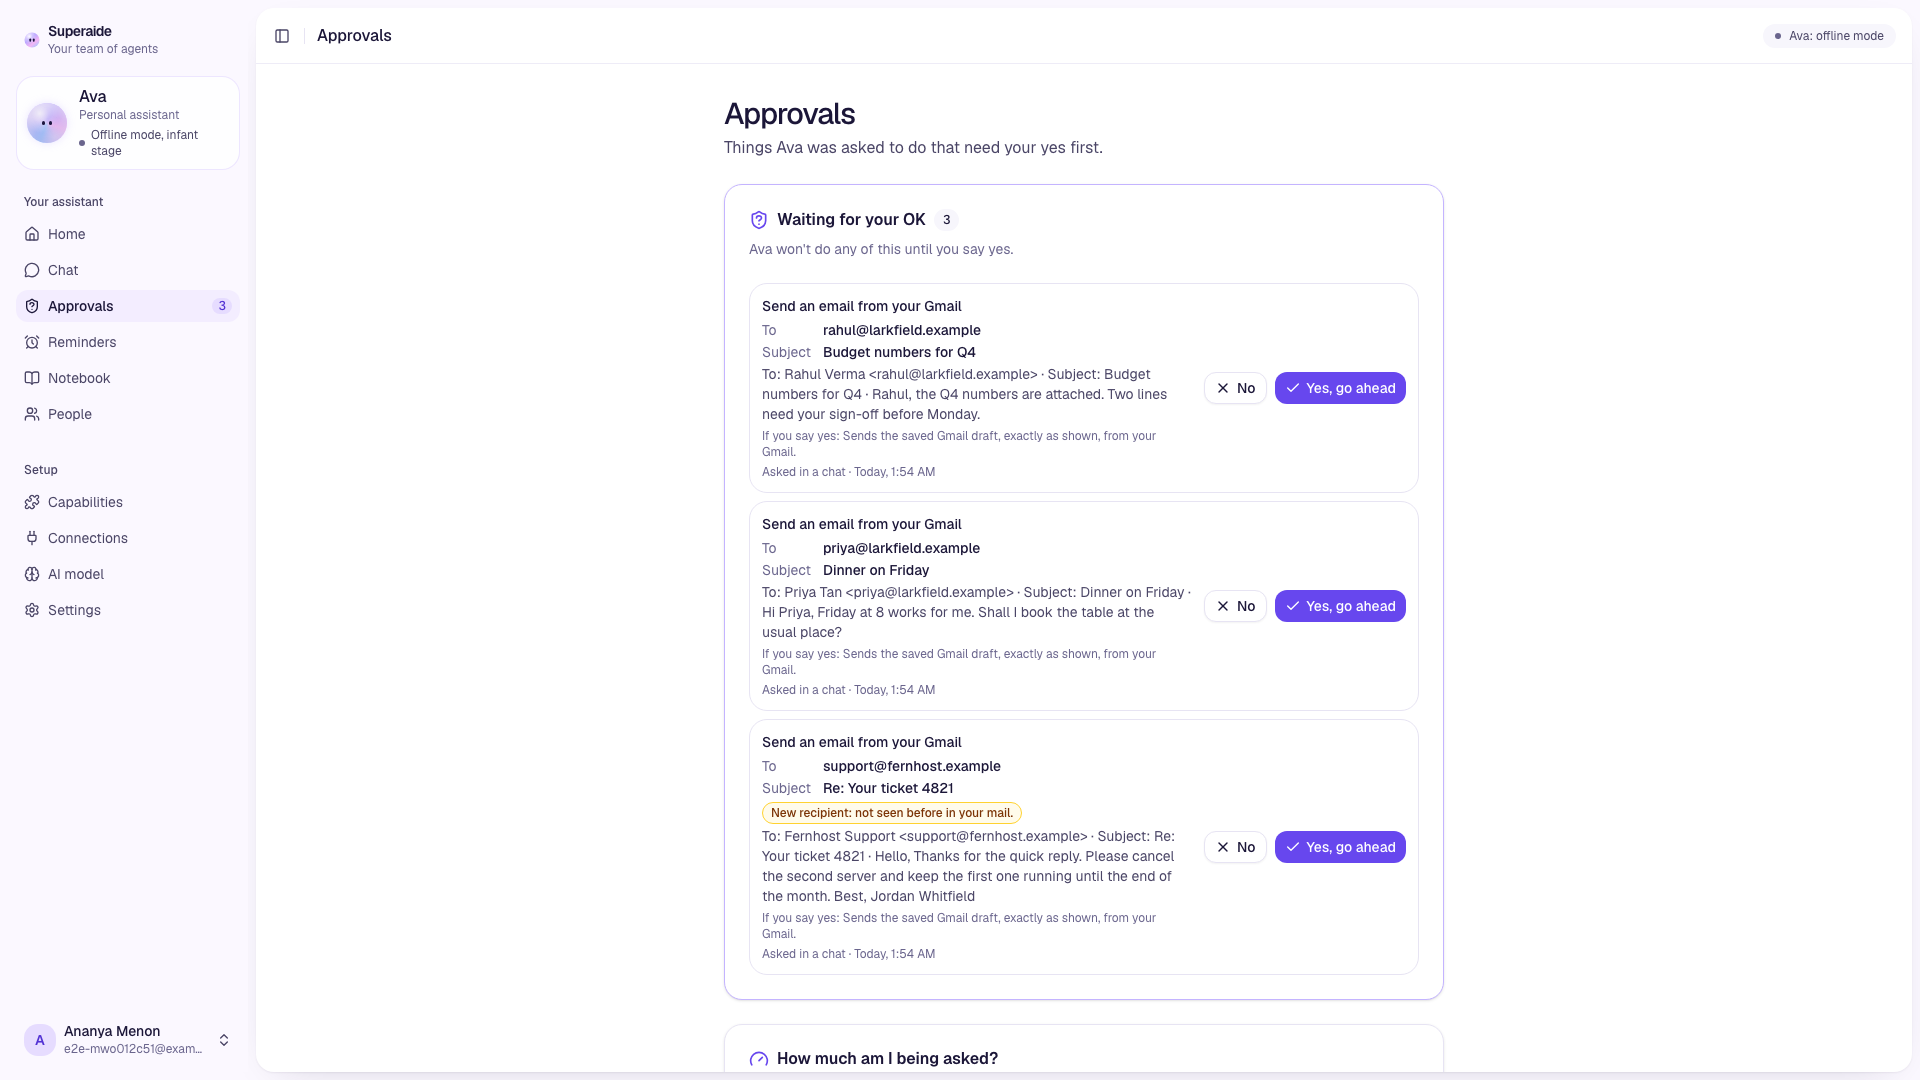 Superaide
Your team of agents
Ava
Personal assistant
Offline mode, infant
stage
Your assistant
Home
Chat
Approvals 3
Reminders
Notebook
People
Setup
Capabilities
Connections
AI model
Settings
A
Ananya Menon
e2e-mwo012c51@exam...
Approvals
Ava: offline mode
Approvals
Things Ava was asked to do that need your yes first.
Waiting for your OK 3
Ava won't do any of this until you say yes.
Send an email from your Gmail
To rahul@larkfield.example
Subject Budget numbers for Q4
To: Rahul Verma <rahul@larkfield.example> · Subject: Budget
numbers for Q4 · Rahul, the Q4 numbers are attached. Two lines
need your sign-off before Monday.
If you say yes: Sends the saved Gmail draft, exactly as shown, from your
Gmail.
Asked in a chat · Today, 1:54 AM
No
Yes, go ahead
Send an email from your Gmail
To priya@larkfield.example
Subject Dinner on Friday
To: Priya Tan <priya@larkfield.example> · Subject: Dinner on Friday ·
Hi Priya, Friday at 8 works for me. Shall I book the table at the
usual place?
If you say yes: Sends the saved Gmail draft, exactly as shown, from your
Gmail.
Asked in a chat · Today, 1:54 AM
No
Yes, go ahead
Send an email from your Gmail
To support@fernhost.example
Subject Re: Your ticket 4821
New recipient: not seen before in your mail.
To: Fernhost Support <support@fernhost.example> · Subject: Re:
Your ticket 4821 · Hello, Thanks for the quick reply. Please cancel
the second server and keep the first one running until the end of
the month. Best, Jordan Whitfield
If you say yes: Sends the saved Gmail draft, exactly as shown, from your
Gmail.
Asked in a chat · Today, 1:54 AM
No
Yes, go ahead
How much am I being asked?